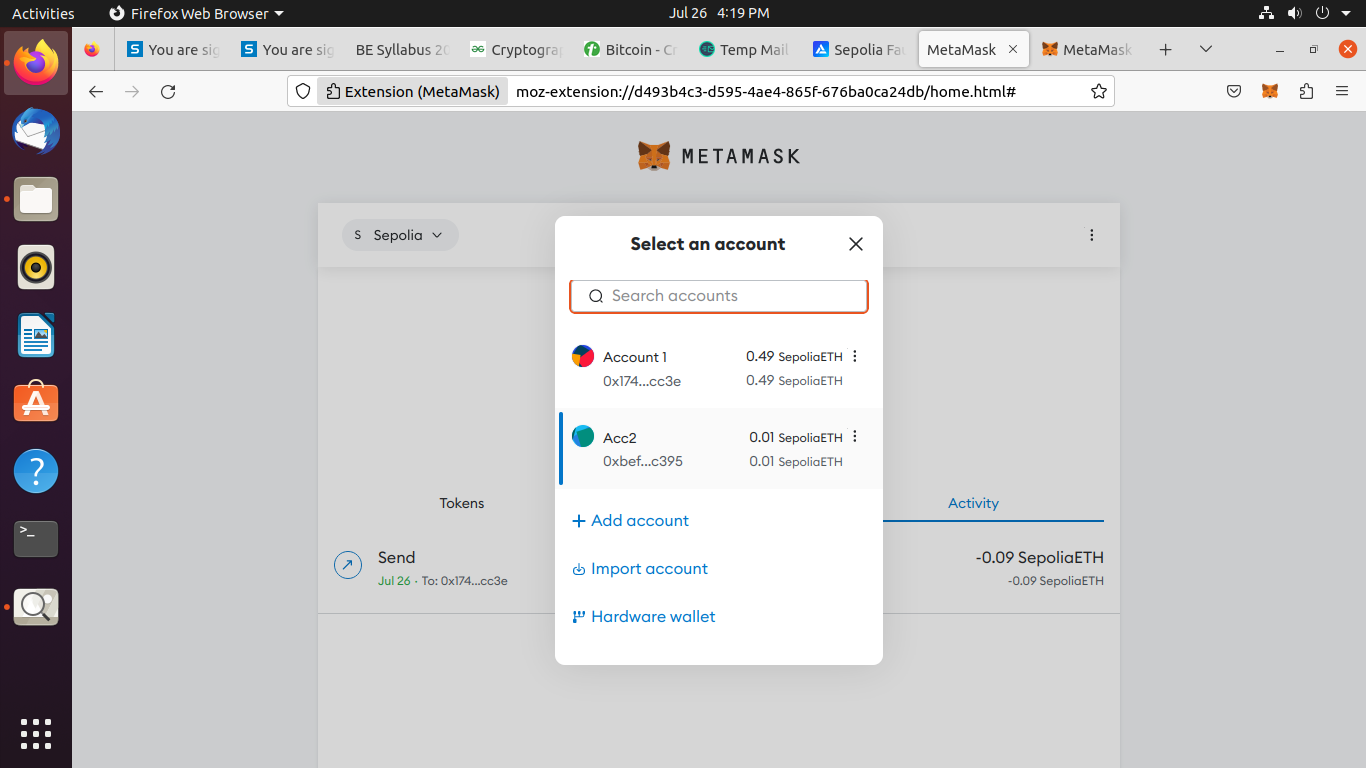 Activities
Firefox Web Browser
Jul 26 4:19 PM
You are sig
You are sig
BE Syllabus 20
Cryptograp
Bitcoin - Cr
Temp Mail
Sepolia Fau
MetaMask
MetaMask
Extension (MetaMask)
moz-extension://d493b4c3-d595-4ae4-865f-676ba0ca24db/home.html#
METAMASK
S Sepolia
Select an account
Search accounts
Account 1 0.49 SepoliaETH
0x174...cc3e 0.49 SepoliaETH
Acc2 0.01 SepoliaETH
0xbef...c395 0.01 SepoliaETH
Tokens
Activity
+ Add account
Import account
Hardware wallet
Send
Jul 26 · To: 0x174...cc3e
-0.09 SepoliaETH
-0.09 SepoliaETH